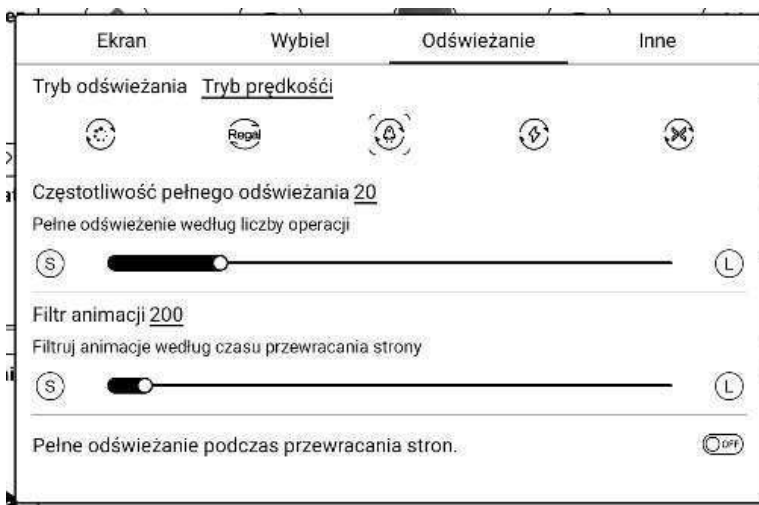 Ekran Wybiel Odświeżanie Inne
Tryb odświeżania Tryb prędkośći
Regal
Częstotliwość pełnego odświeżania 20
Pełne odświeżenie według liczby operacji
S L
Filtr animacji 200
Filtruj animacje według czasu przewracania strony
S L
Pełne odświeżanie podczas przewracania stron. OFF